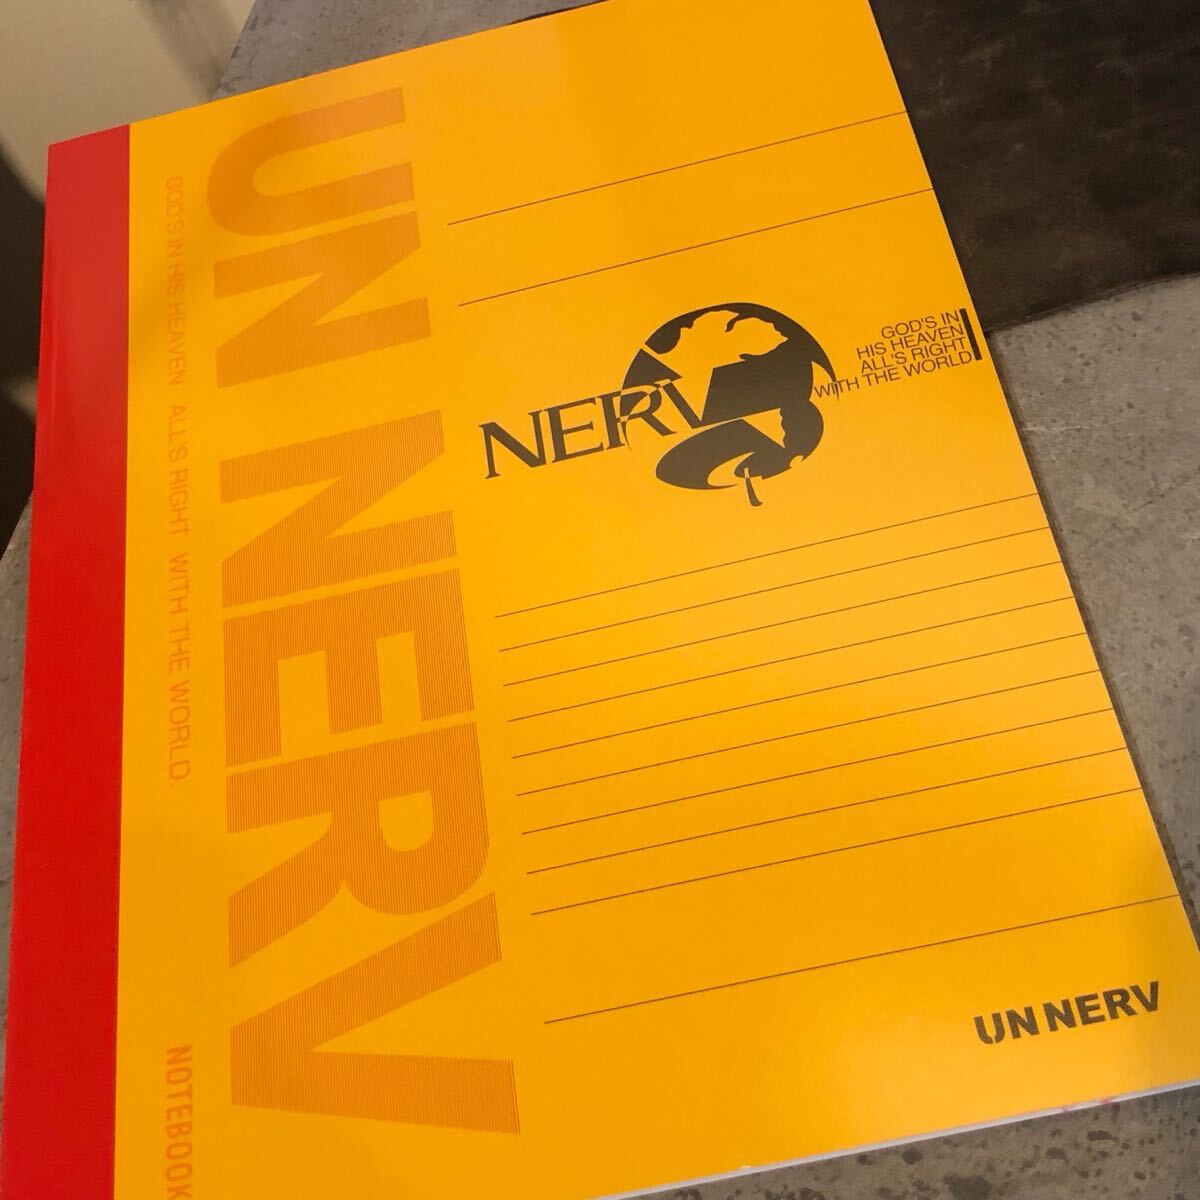 UN NERV
GOD'S IN HIS HEAVEN ALL'S RIGHT WITH THE WORLD.
NOTEBOOK
NERV
GOD'S IN
HIS HEAVEN
ALL'S RIGHT
WITH THE WORLD
UN NERV